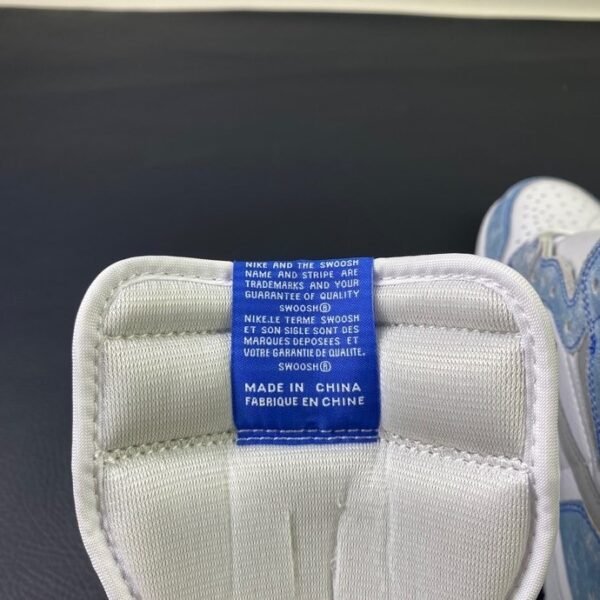 NIKE AND THE SWOOSH
NAME AND STRIPE ARE
TRADEMARKS AND YOUR
GUARANTEE OF QUALITY
SWOOSH®
NIKE.LE TERME SWOOSH
ET SON SIGLE SONT DES
MARQUES DEPOSEES ET
VOTRE GARANTIE DE QUALITE.
SWOOSH®
MADE IN CHINA
FABRIQUE EN CHINE